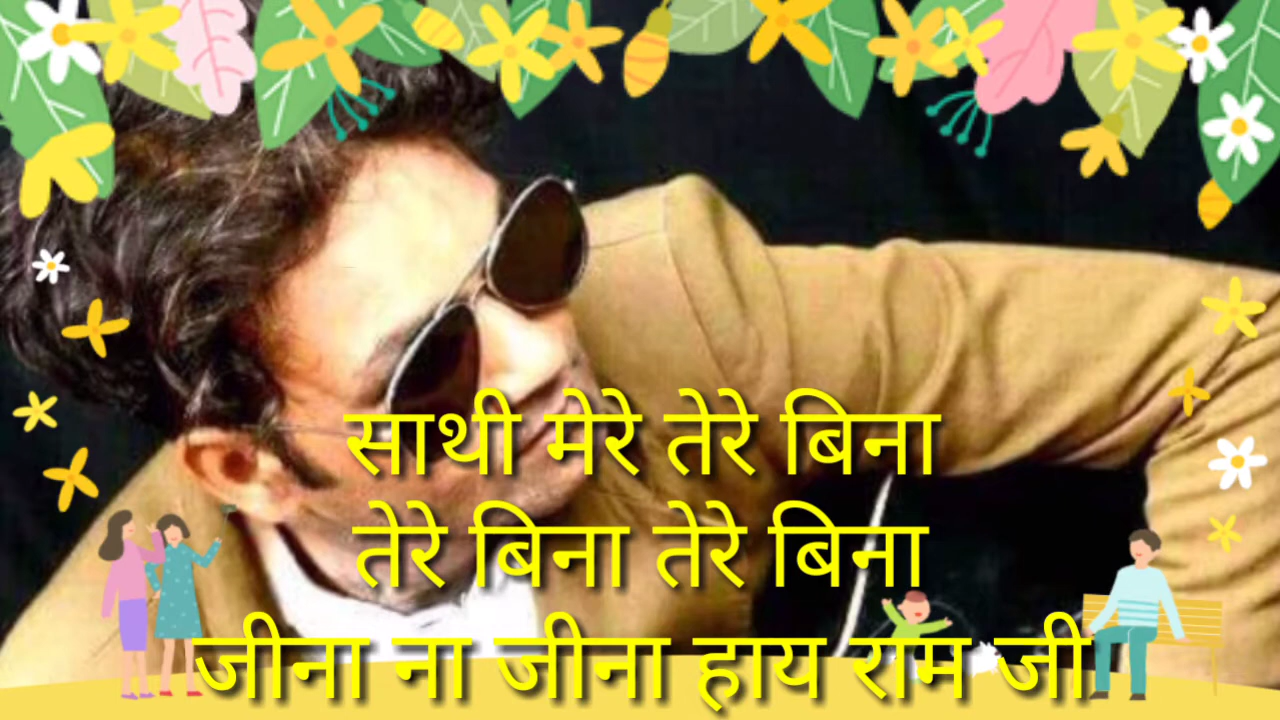 साथी मेरे तेरे बिना
तेरे बिना तेरे बिना
जीना ना जीना हाय राम जी